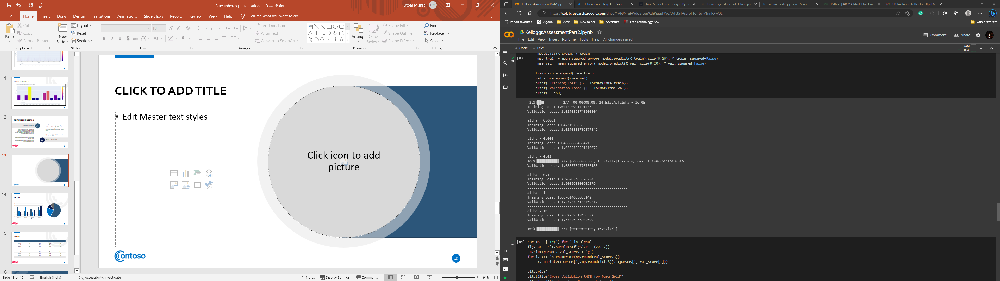 Blue spheres presentation - PowerPoint
Utpal Mishra UM
File Home Insert Draw Design Transitions Animations Slide Show Record Review View Help Tell me what you want to do
Paste
Cut
Copy
Format Painter
Clipboard
New Slide
Layout
Reset
Section
Slides
18
Font
Text Direction
Align Text
Convert to SmartArt
Paragraph
Arrange
Quick Styles
Shape Fill
Shape Outline
Shape Effects
Drawing
Find
Replace
Select
Editing
11
DATA EXPLORATION
12
FEATURE ENGINEERING
13
14
CHART
15
TABLE
16
CLICK TO ADD TITLE
• Edit Master text styles
Click icon to add picture
Contoso
13
Slide 13 of 16 English (India) Accessibility: Investigate Notes Display Settings Comments 91%
KelloggsAssessmentPart2.ipynb data science lifesycle - Bing Time Series Forecasting in Pytho How to get slopes of data in pan arima model python - Search Python | ARIMA Model for Time UK Invitation Letter for Utpal Mi
https://colab.research.google.com/drive/1VF8N-uFWdu5-peWzhPjugdYVoAATst5T#scrollTo=6vjv1nnPXwQL
Import favorites Agoda Acer New folder Accenture Free Technology Bo... Other favorites
KelloggsAssessmentPart2.ipynb
File Edit View Insert Runtime Tools Help All changes saved
Comment Share
+ Code + Text
RAM
Disk
_model.fit(X_train, Y_train)
[83] rmse_train = mean_squared_error(_model.predict(X_train).clip(0,20), Y_train, squared=False)
0s
rmse_val = mean_squared_error(_model.predict(X_val).clip(0,20), Y_val, squared=False)
train_score.append(rmse_train)
val_score.append(rmse_val)
print("Training Loss: {} ".format(rmse_train))
print("Validation Loss: {} ".format(rmse_val))
print("-"*50)
29%| | 2/7 [00:00<00:00, 14.53it/s]alpha = 1e-05
Training Loss: 1.047290951701446
Validation Loss: 1.0270525740201304
--------------------------------------------------
alpha = 0.0001
Training Loss: 1.047319280608655
Validation Loss: 1.0270851709877846
--------------------------------------------------
alpha = 0.001
Training Loss: 1.04866866460471
Validation Loss: 1.0285332501410072
--------------------------------------------------
alpha = 0.01
100%|██████████| 7/7 [00:00<00:00, 15.81it/s]Training Loss: 1.1092861416132316
Validation Loss: 1.0835754770750188
--------------------------------------------------
alpha = 0.1
Training Loss: 1.2396705403326784
Validation Loss: 1.203265800902879
--------------------------------------------------
alpha = 1
Training Loss: 1.607614053083142
Validation Loss: 1.5773396183769317
--------------------------------------------------
alpha = 10
Training Loss: 1.7069958318456382
Validation Loss: 1.6785636603569953
--------------------------------------------------
100%|██████████| 7/7 [00:00<00:00, 16.02it/s]
[84] params = [str(i) for i in alpha]
0s
fig, ax = plt.subplots(figsize = (20, 7))
ax.plot(params, val_score, c='g')
for i, txt in enumerate(np.round(val_score,3)):
ax.annotate((params[i],np.round(txt,3)), (params[i],val_score[i]))
plt.grid()
plt.title("Cross Validation RMSE for Para Grid")